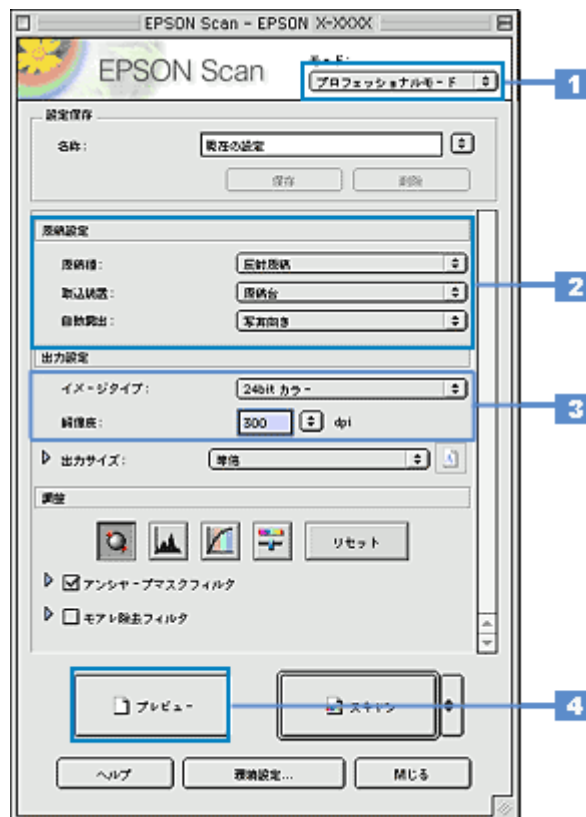 EPSON Scan - EPSON X-XXXX
EPSON Scan
モード:
プロフェッショナルモード
1
設定保存
名称:
現在の設定
保存
削除
原稿設定
原稿種:
反射原稿
取込装置:
原稿台
2
自動露出:
写真向き
出力設定
イメージタイプ:
24bit カラー
3
解像度:
300
dpi
出力サイズ:
等倍
調整
リセット
アンシャープマスクフィルタ
モアレ除去フィルタ
プレビュー
スキャン
4
ヘルプ
環境設定...
閉じる